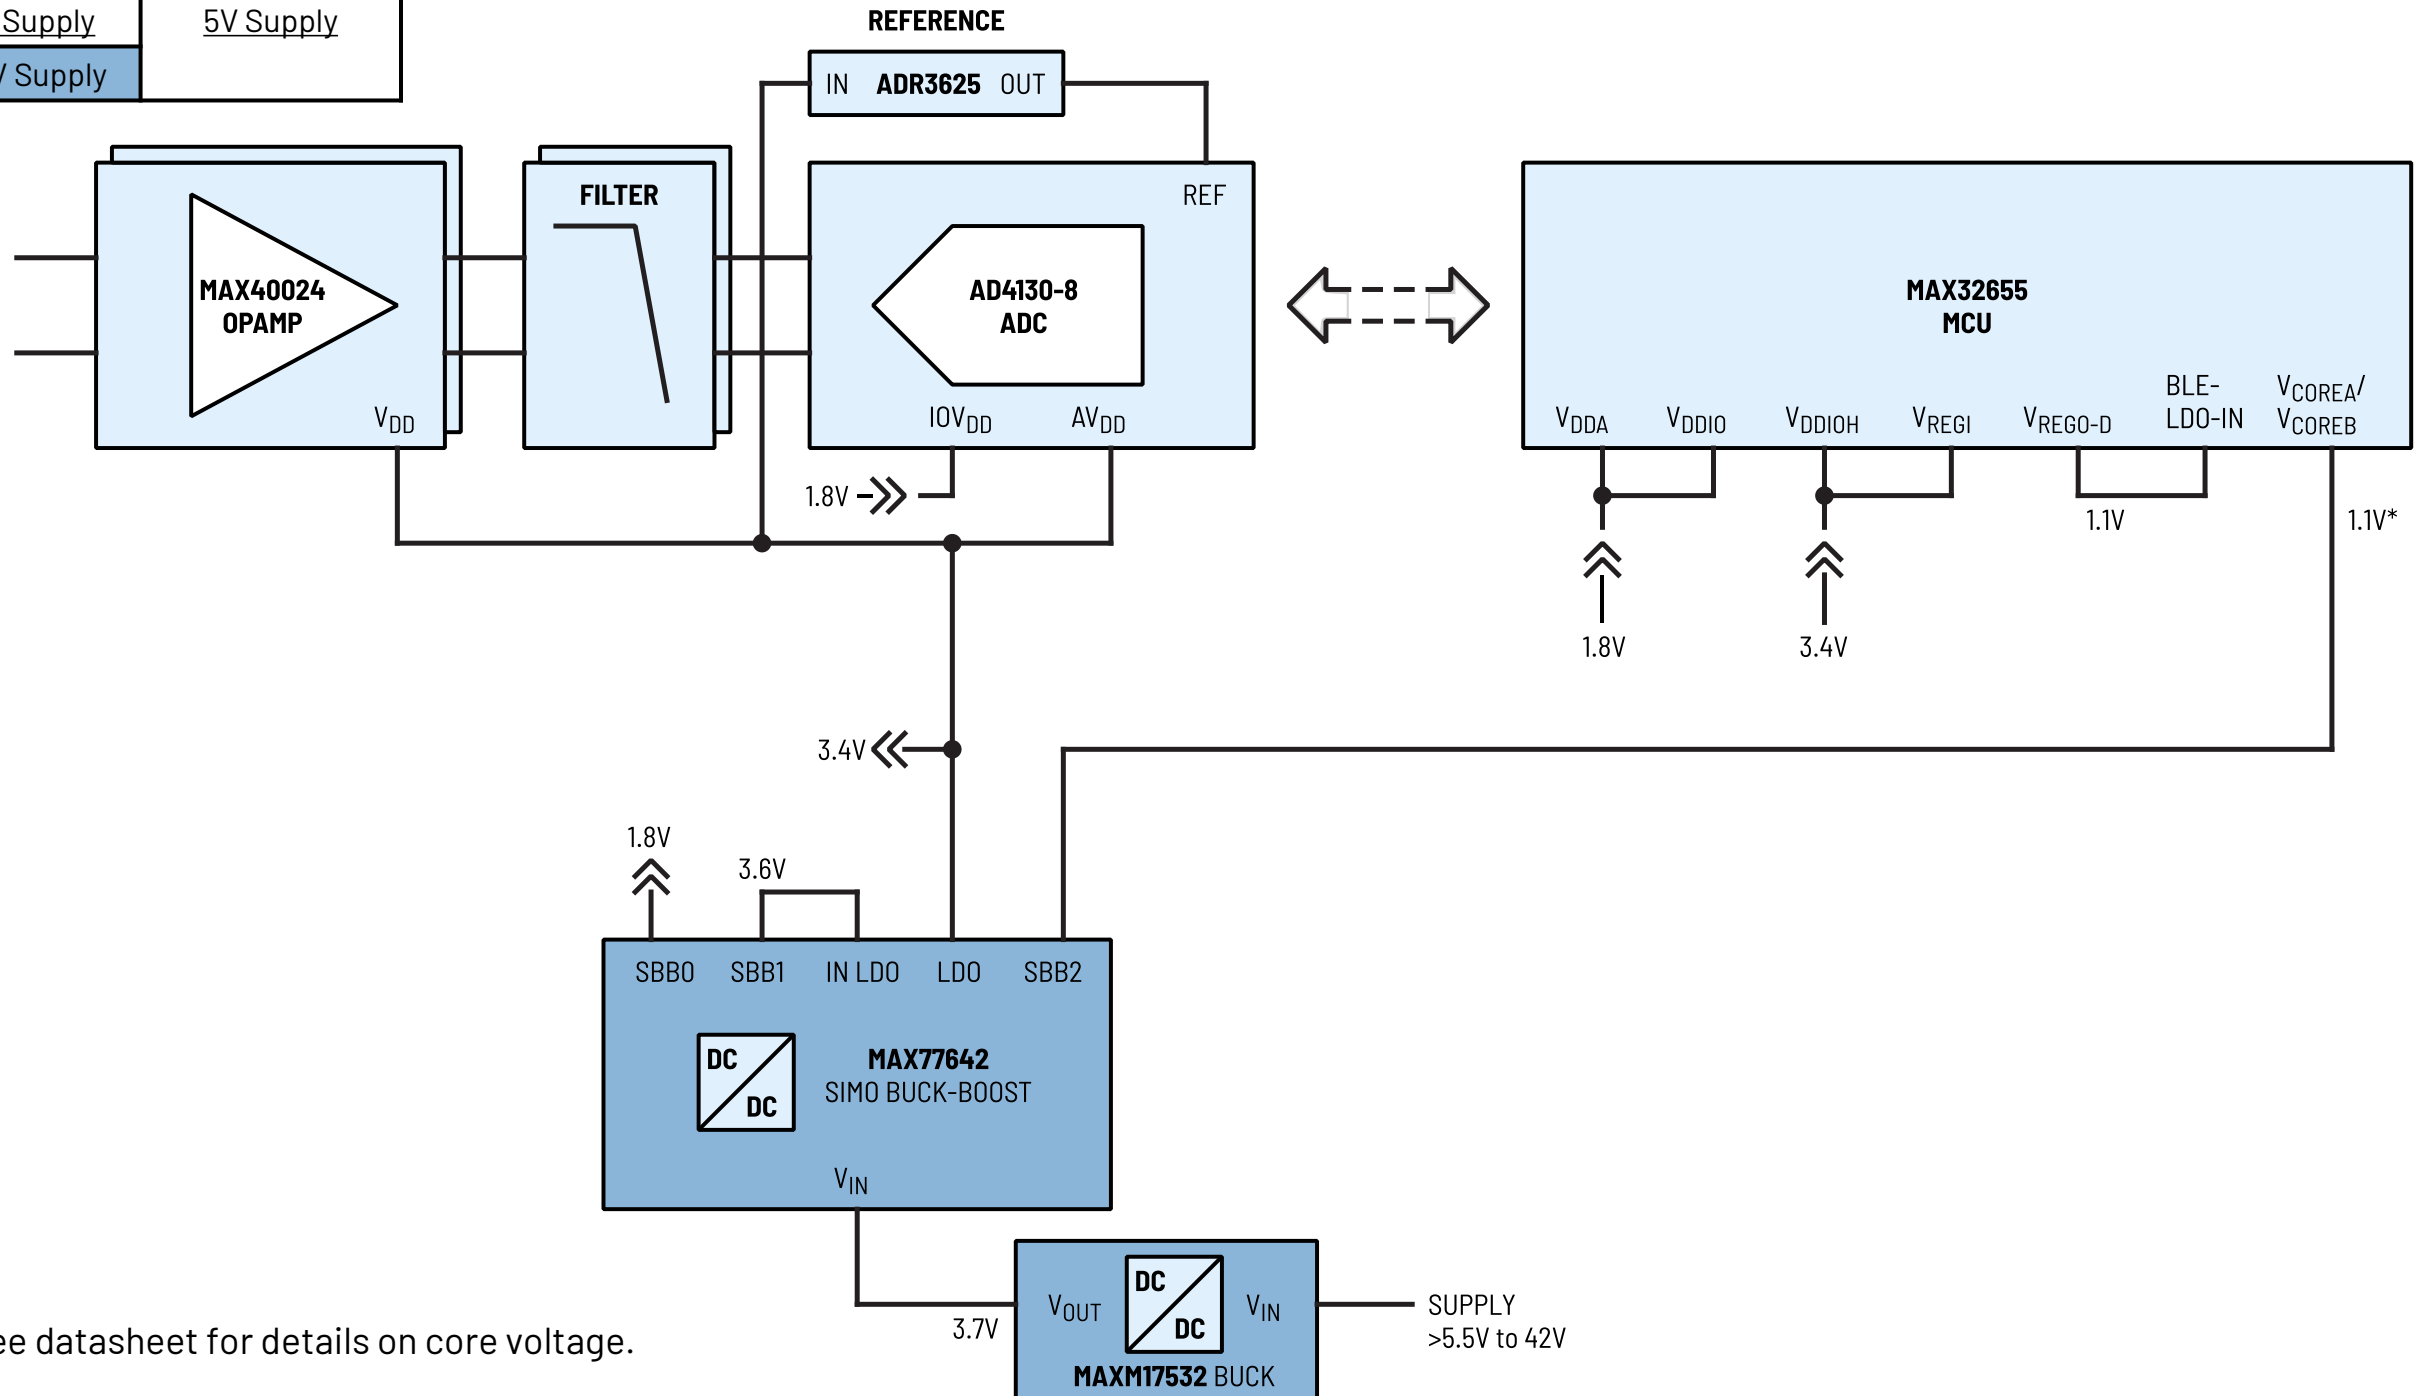 Supply
5V Supply
V Supply
REFERENCE
IN ADR3625 OUT
FILTER
REF
MAX40024
OPAMP
AD4130-8
ADC
MAX32655
MCU
VDD
IOVDD
AVDD
VDDA
VDDIO
VDDIOH
VREGI
VREGO-D
BLE-
LDO-IN
VCOREA/
VCOREB
1.8V
1.1V
1.1V*
1.8V
3.4V
3.4V
1.8V
3.6V
SBB0 SBB1 IN LDO LDO SBB2
DC
DC
MAX77642
SIMO BUCK-BOOST
VIN
3.7V
VOUT
DC
DC
VIN
MAXM17532 BUCK
SUPPLY
>5.5V to 42V
ee datasheet for details on core voltage.